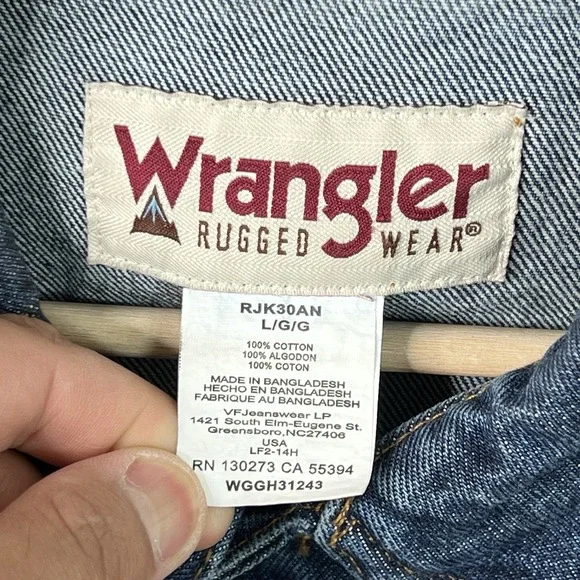 Wrangler
RUGGED WEAR®
RJK30AN
L/G/G
100% COTTON
100% ALGODON
100% COTON
MADE IN BANGLADESH
HECHO EN BANGLADESH
FABRIQUE AU BANGLADESH
VFJeanswear LP
1421 South Elm-Eugene St.
Greensboro,NC27406
USA
LF2-14H
RN 130273 CA 55394
WGGH31243